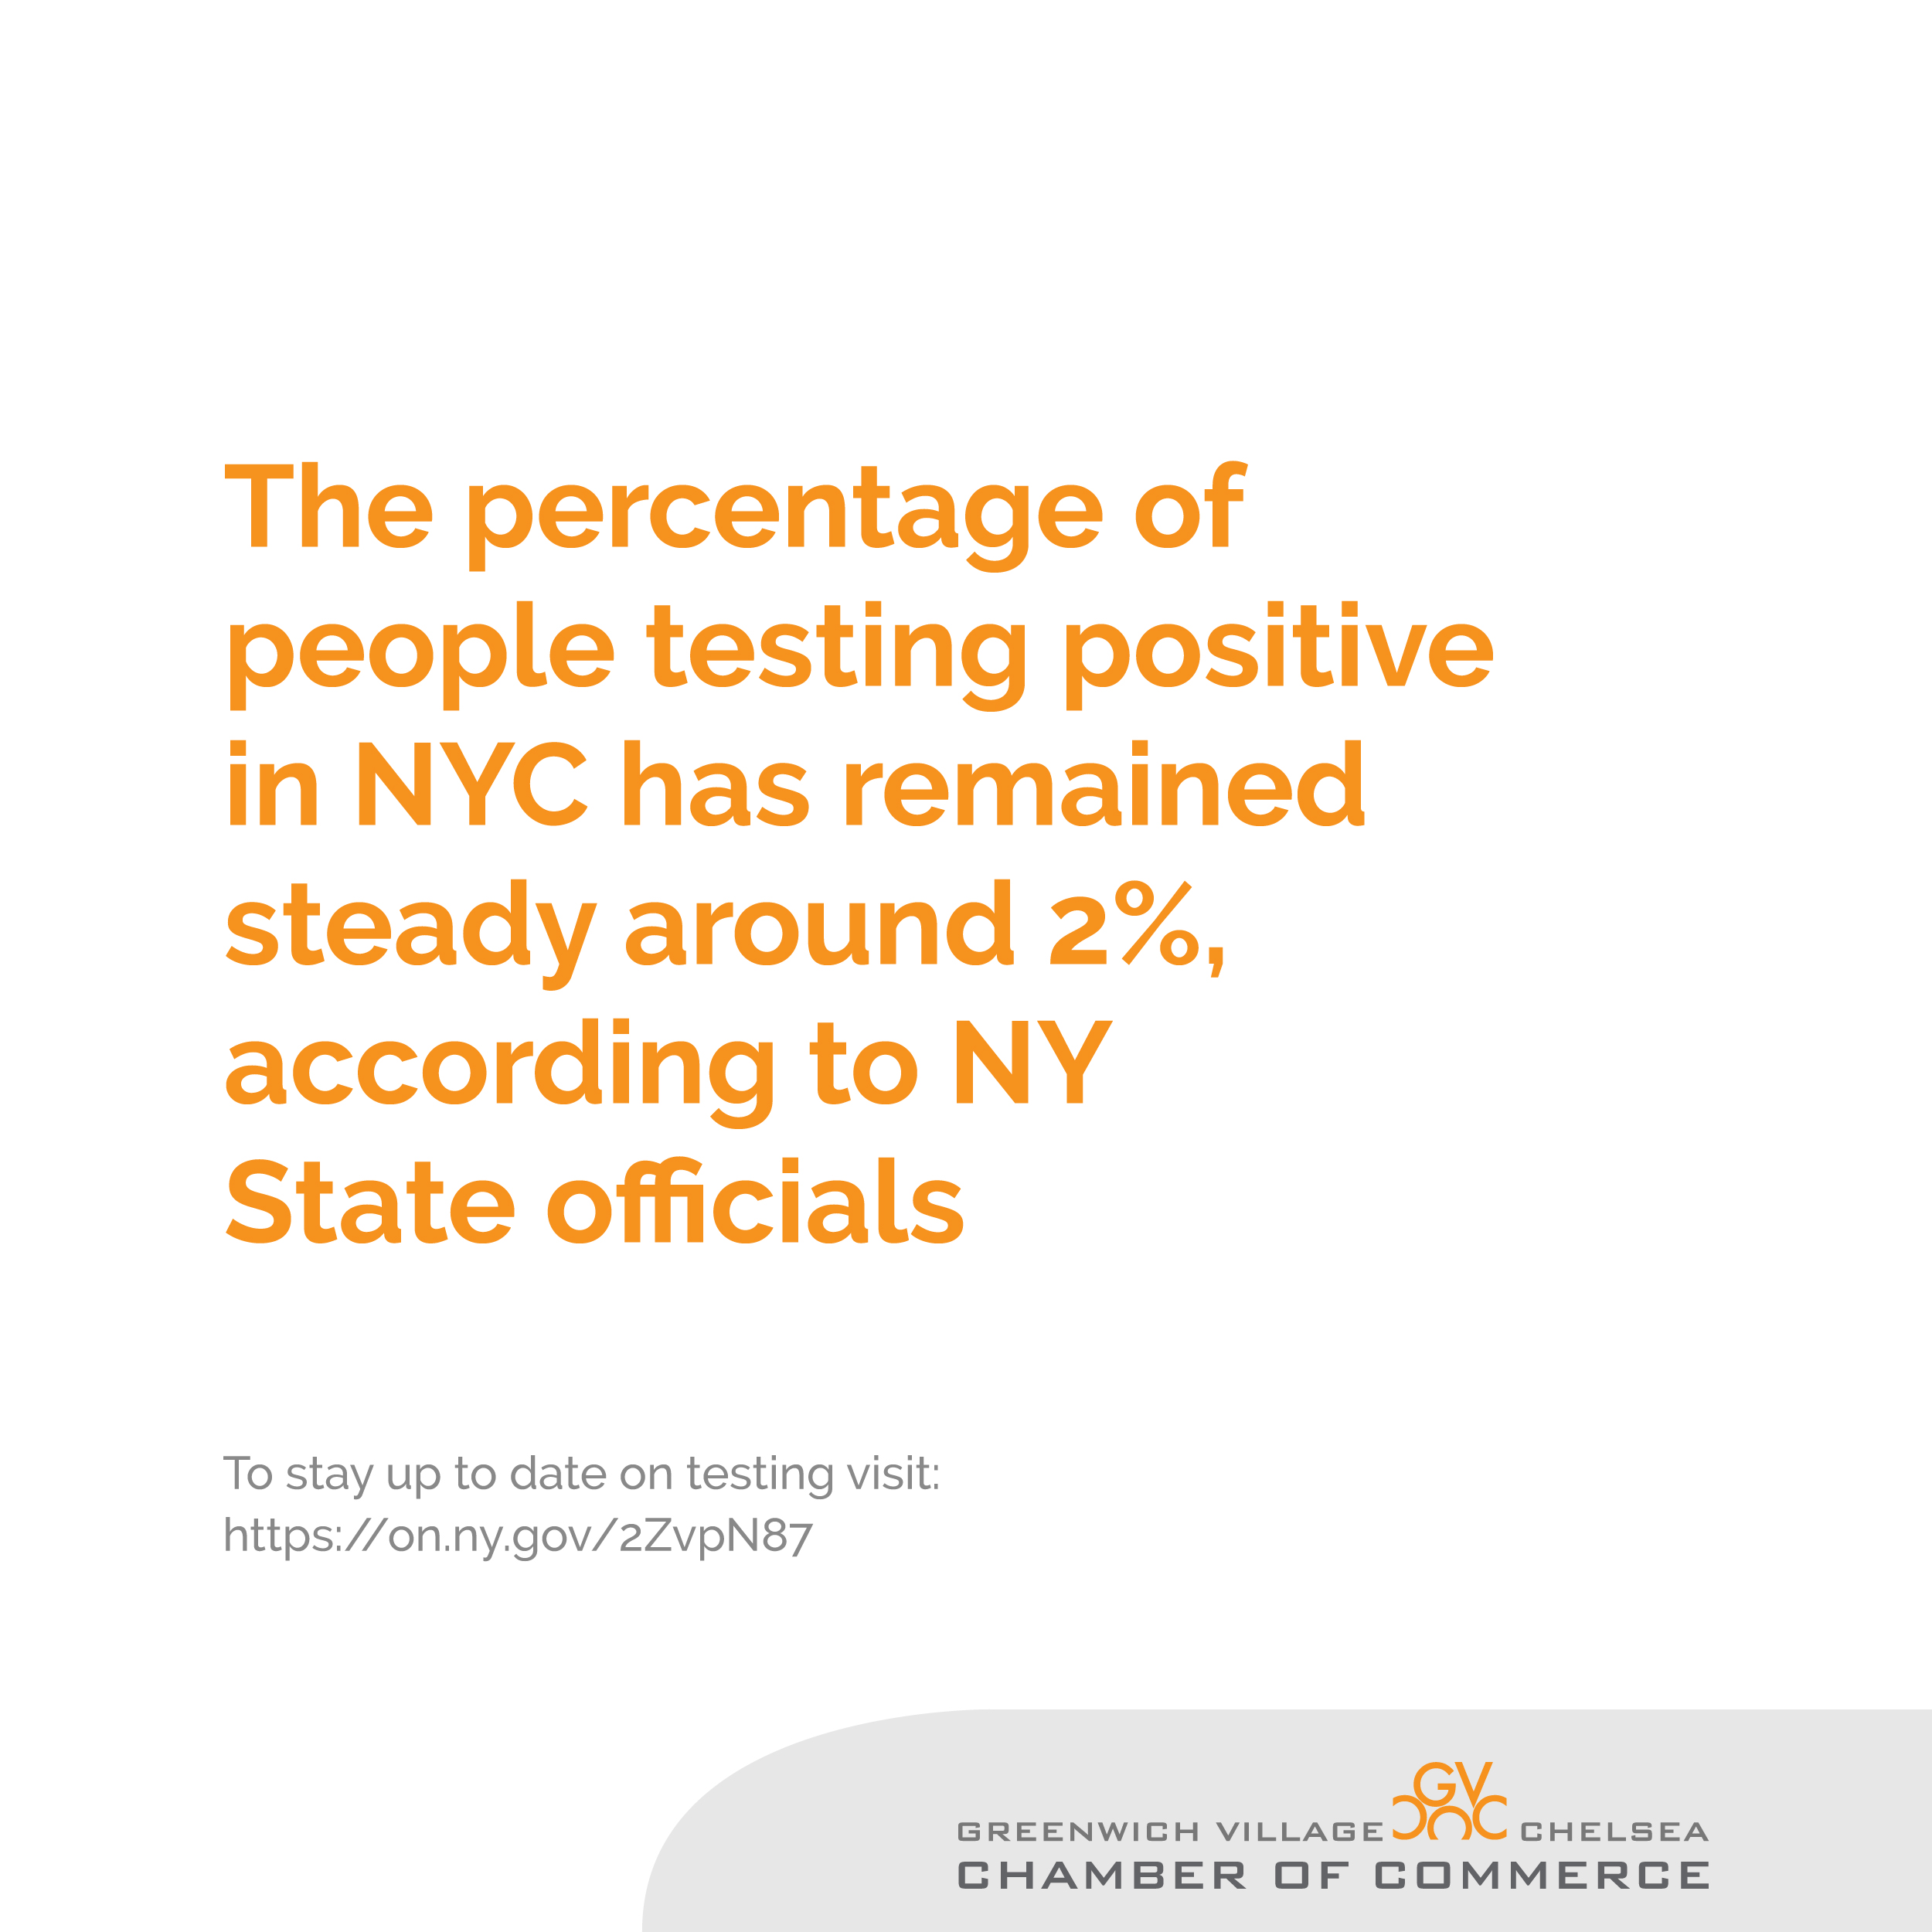 The percentage of
people testing positive
in NYC has remained
steady around 2%,
according to NY
State officials
To stay up to date on testing visit:
https://on.ny.gov/2ZvpN87
GV
CCC
GREENWICH VILLAGE CHELSEA
CHAMBER OF COMMERCE